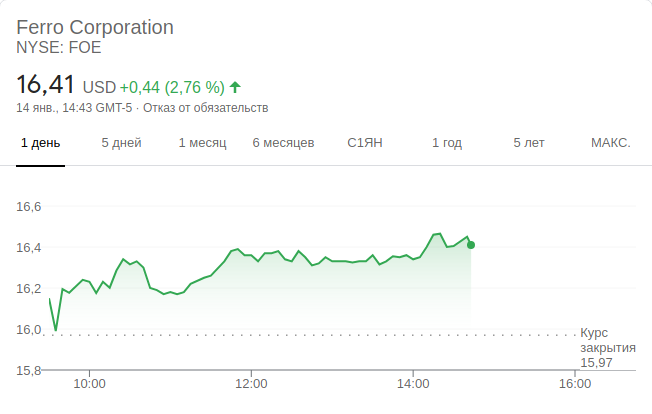 Ferro Corporation
NYSE: FOE
16,41 USD +0,44 (2,76 %)
14 янв., 14:43 GMT-5 · Отказ от обязательств
1 день 5 дней 1 месяц 6 месяцев С1ЯН 1 год 5 лет МАКС.
16,6
16,4
16,2
16,0
Курс
закрытия
15,97
15,8
10:00 12:00 14:00 16:00